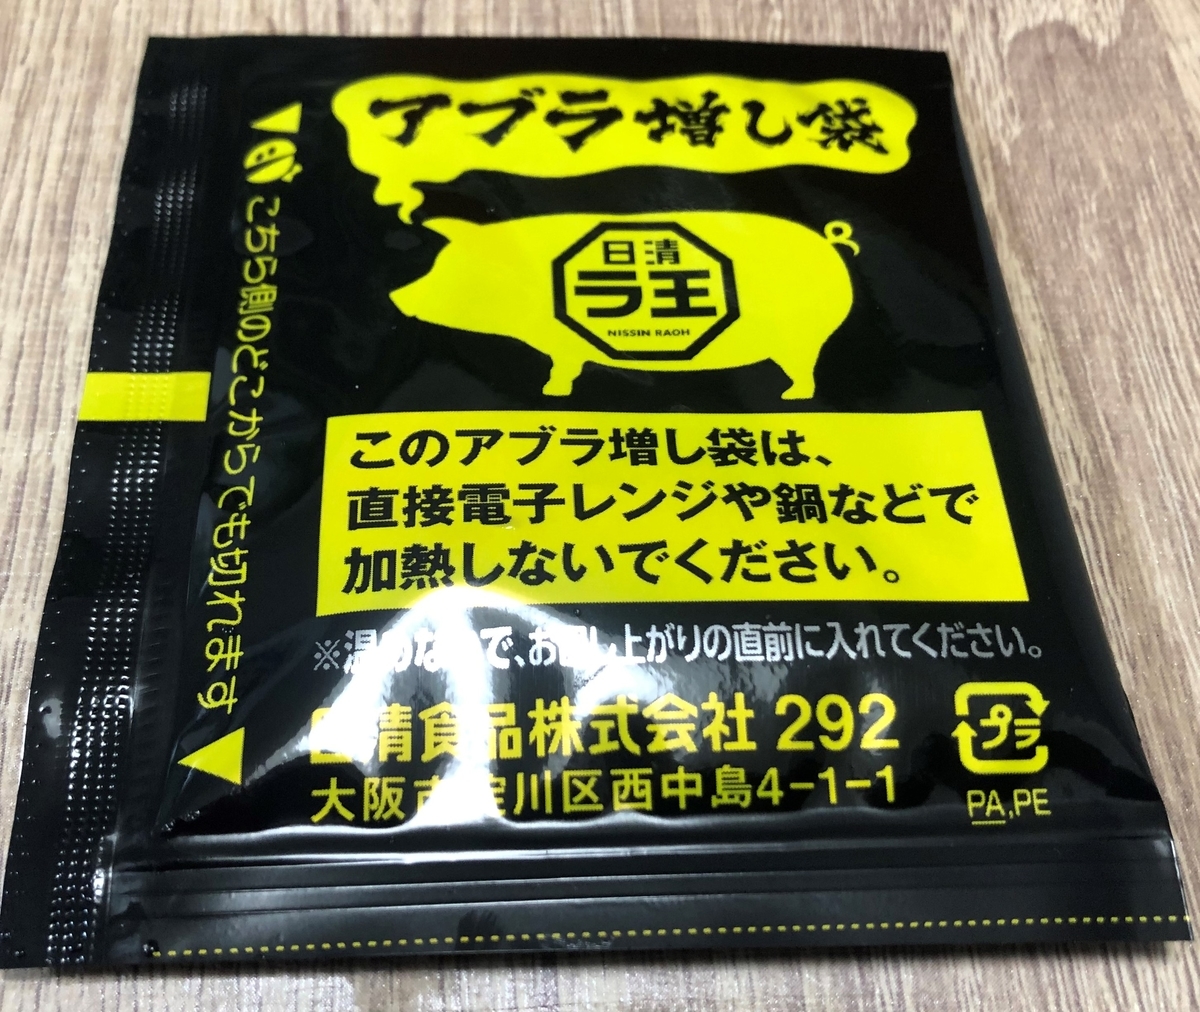 アブラ増し袋
日清
ラ王
NISSIN RAOH
こちら側のどこからでも切れます
このアブラ増し袋は、
直接電子レンジや鍋などで
加熱しないでください。
※温めないで、お召し上がりの直前に入れてください。
日清食品株式会社 292
大阪市淀川区西中島4-1-1
プラ
PA,PE